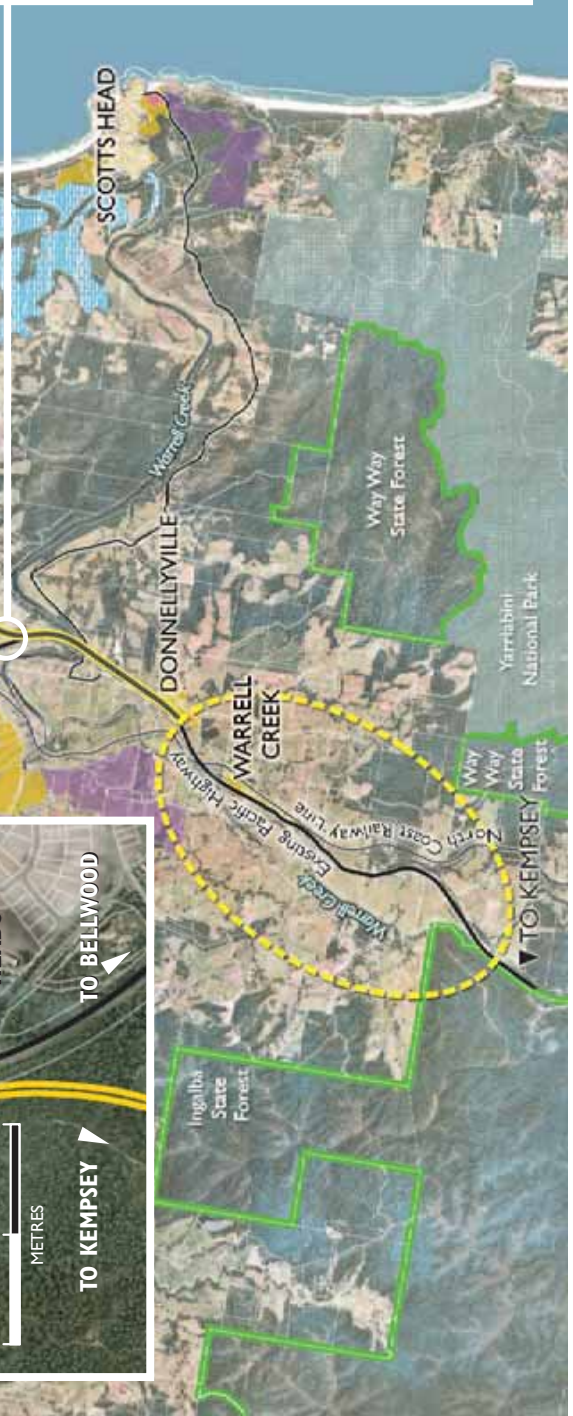 SCOTTS HEAD
Warrell Creek
DONNELLYVILLE
Way Way
State Forest
Yarriabini
National Park
WARRELL
CREEK
Existing Pacific Highway
North Coast Railway Line
Warrell Creek
Way
Way
State
Forest
▼ TO KEMPSEY
Ingalba
State
Forest
TO BELLWOOD
METRES
TO KEMPSEY